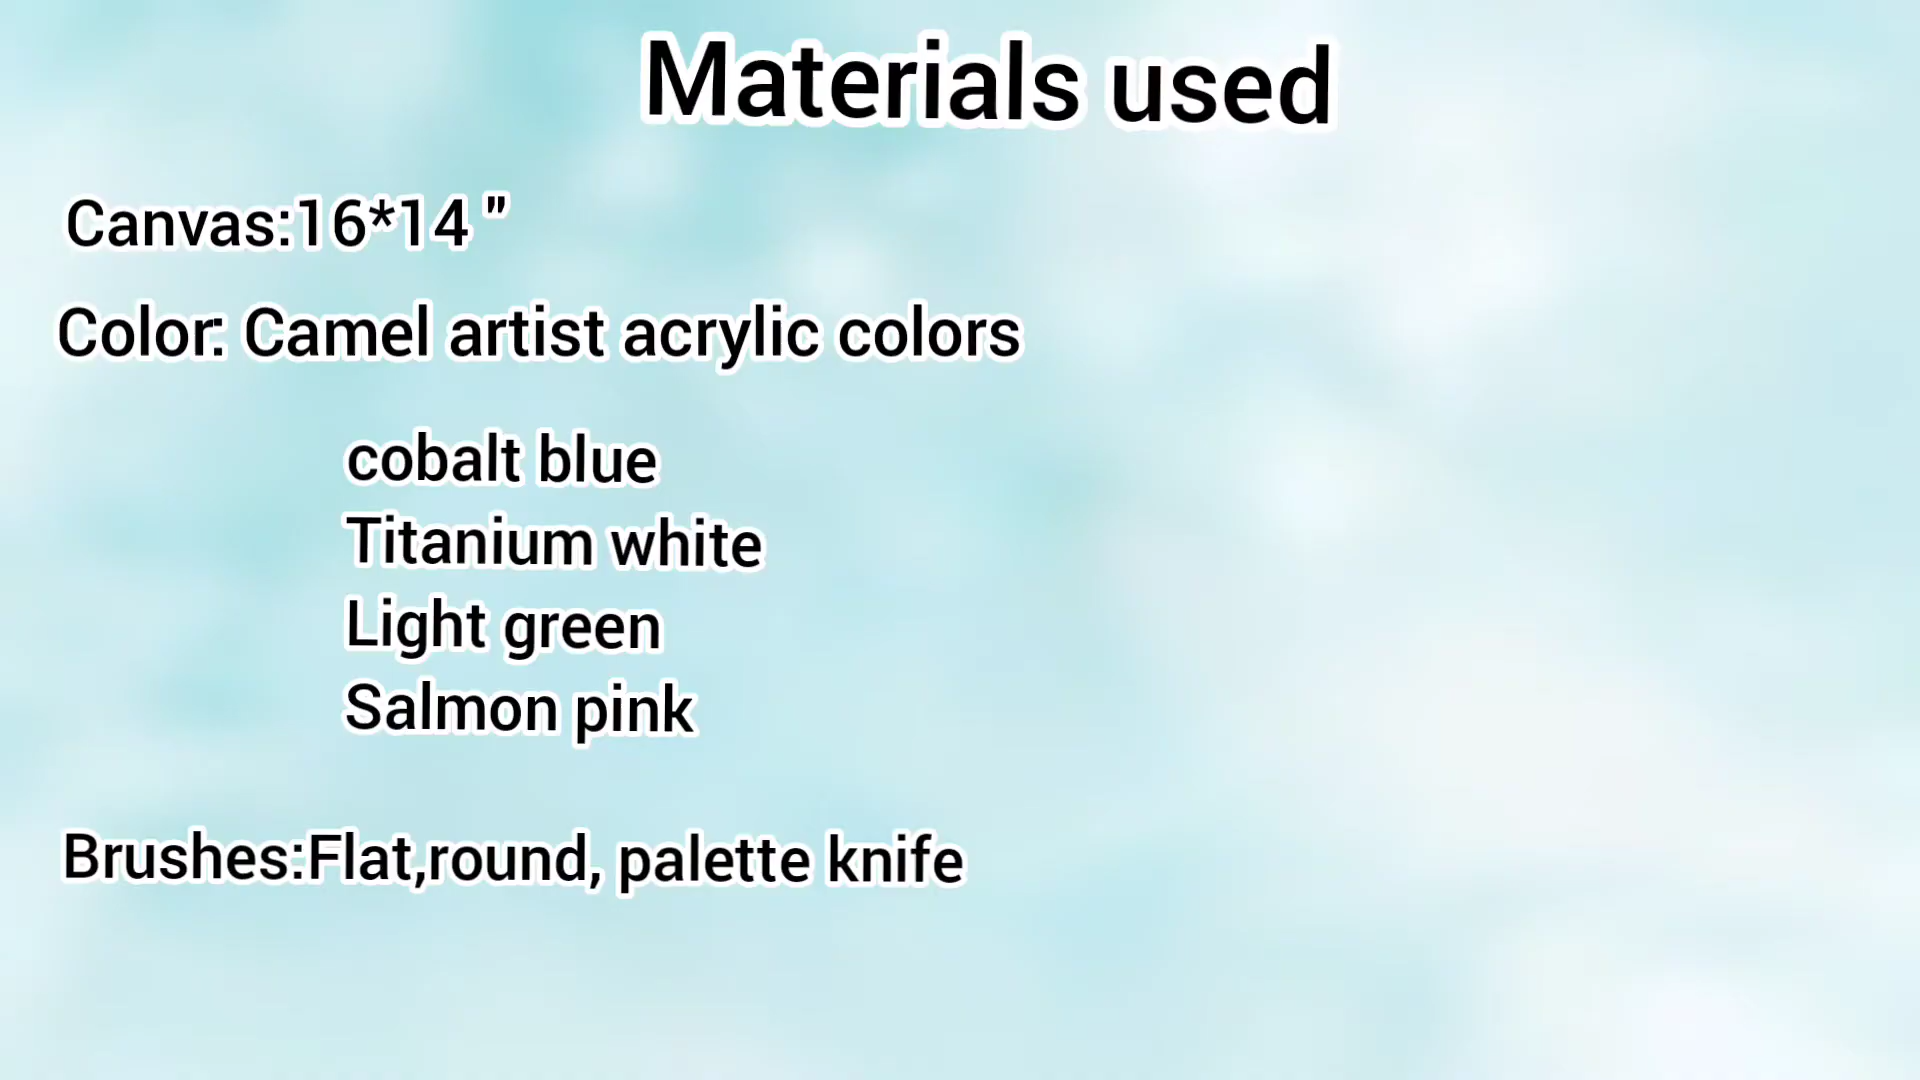 Materials used
Canvas:16*14 "
Color: Camel artist acrylic colors
cobalt blue
Titanium white
Light green
Salmon pink
Brushes:Flat,round, palette knife